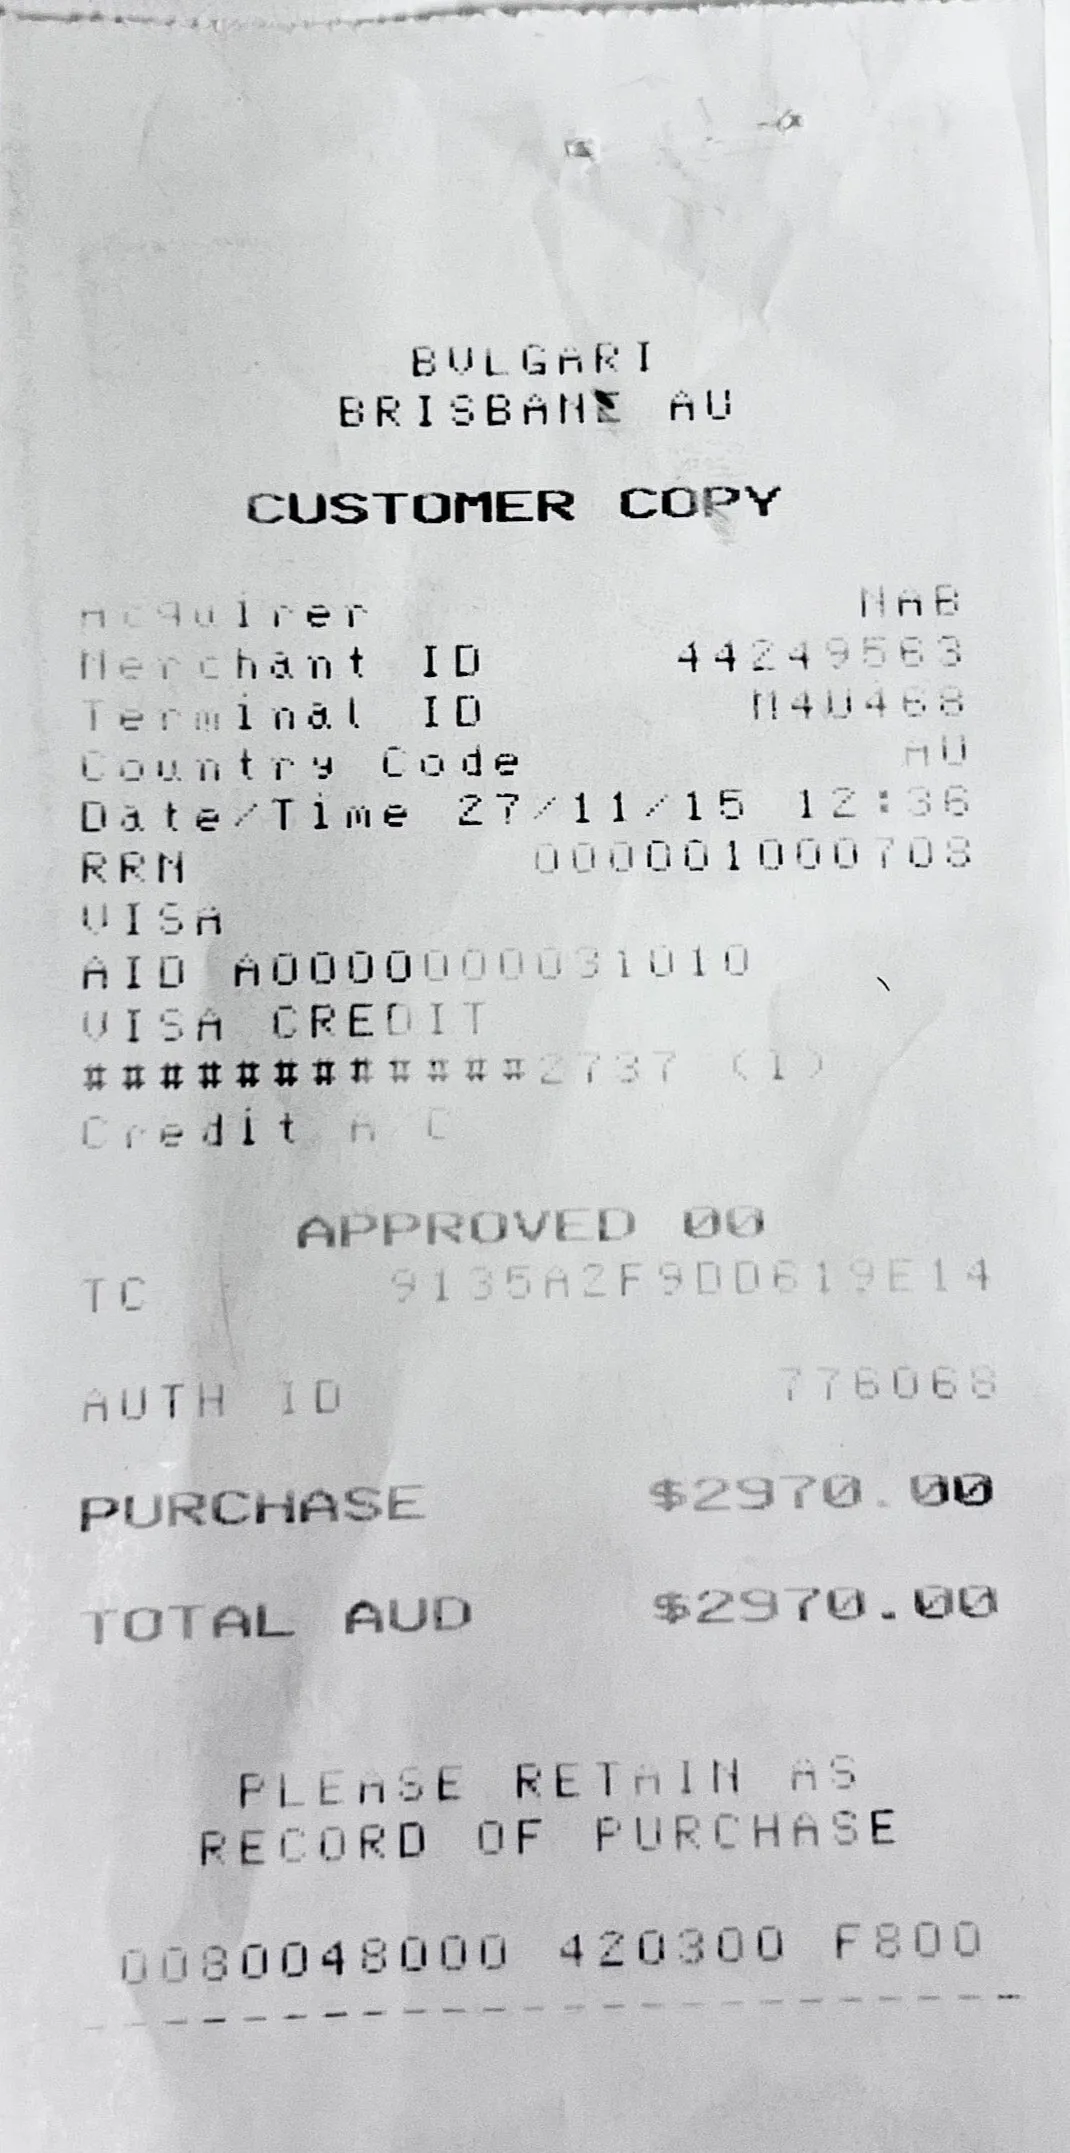 BVLGARI
BRISBANE AU
CUSTOMER COPY
Acquirer NAB
Merchant ID 44249563
Terminal ID M4U468
Country Code AU
Date/Time 27/11/15 12:36
RRN 000001000708
VISA
AID A0000000031010
VISA CREDIT
############2737 (I)
Credit A/C
APPROVED 00
TC 9135A2F9DD619E14
AUTH ID 776068
PURCHASE $2970.00
TOTAL AUD $2970.00
PLEASE RETAIN AS
RECORD OF PURCHASE
0080048000 420300 F800